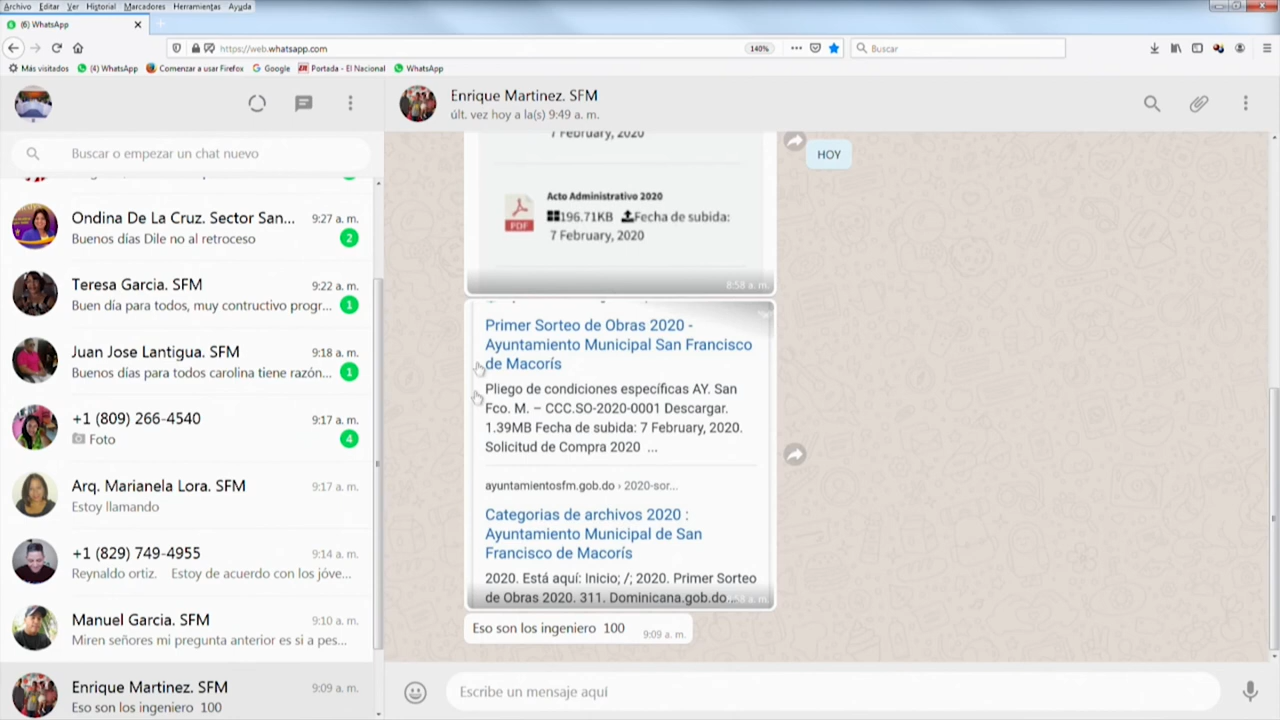 Archivo Editar Ver Historial Marcadores Herramientas Ayuda
(6) WhatsApp
https://web.whatsapp.com
140%
Buscar
Más visitados
(4) WhatsApp
Comenzar a usar Firefox
Google
Portada - El Nacional
WhatsApp
Enrique Martinez. SFM
últ. vez hoy a la(s) 9:49 a. m.
Buscar o empezar un chat nuevo
Ondina De La Cruz. Sector San... 9:27 a. m.
Buenos días Dile no al retroceso 2
Teresa Garcia. SFM 9:22 a. m.
Buen día para todos, muy contructivo progr... 1
Juan Jose Lantigua. SFM 9:18 a. m.
Buenos días para todos carolina tiene razón... 1
+1 (809) 266-4540 9:17 a. m.
Foto 4
Arq. Marianela Lora. SFM 9:17 a. m.
Estoy llamando
+1 (829) 749-4955 9:14 a. m.
Reynaldo ortiz. Estoy de acuerdo con los jóve...
Manuel Garcia. SFM 9:10 a. m.
Miren señores mi pregunta anterior es si a pes...
Enrique Martinez. SFM 9:09 a. m.
Eso son los ingeniero 100
7 February, 2020
HOY
Acto Administrativo 2020
PDF
196.71KB Fecha de subida:
7 February, 2020
8:58 a. m.
Primer Sorteo de Obras 2020 -
Ayuntamiento Municipal San Francisco
de Macorís
Pliego de condiciones específicas AY. San
Fco. M. – CCC.SO-2020-0001 Descargar.
1.39MB Fecha de subida: 7 February, 2020.
Solicitud de Compra 2020 ...
ayuntamientosfm.gob.do › 2020-sor...
Categorias de archivos 2020 :
Ayuntamiento Municipal de San
Francisco de Macorís
2020. Está aquí: Inicio; /; 2020. Primer Sorteo
de Obras 2020. 311. Dominicana.gob.do...
Eso son los ingeniero 100
9:09 a. m.
Escribe un mensaje aquí